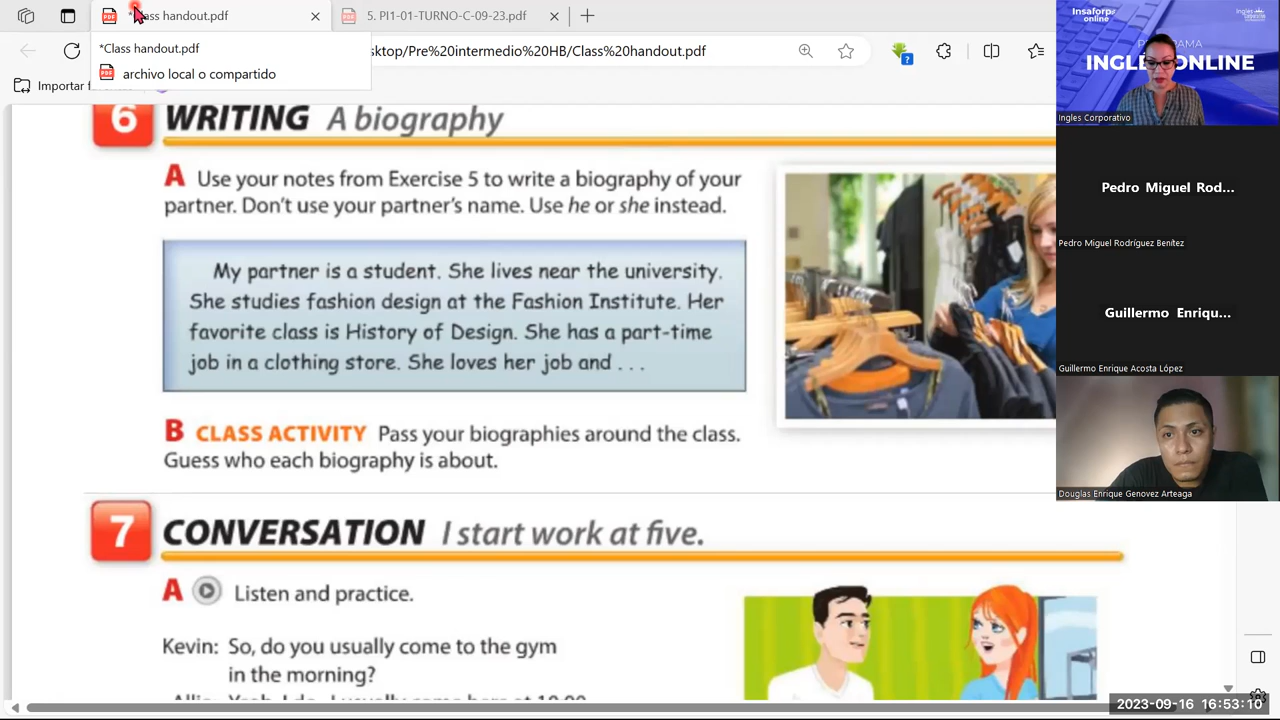 *Class handout.pdf
5. PI1-01-TURNO-C-09-23.pdf
*Class handout.pdf
archivo local o compartido
sktop/Pre%20intermedio%20HB/Class%20handout.pdf
Importar
6 WRITING A biography
A Use your notes from Exercise 5 to write a biography of your
partner. Don't use your partner's name. Use he or she instead.
My partner is a student. She lives near the university.
She studies fashion design at the Fashion Institute. Her
favorite class is History of Design. She has a part-time
job in a clothing store. She loves her job and . . .
B CLASS ACTIVITY Pass your biographies around the class.
Guess who each biography is about.
7 CONVERSATION I start work at five.
A Listen and practice.
Kevin: So, do you usually come to the gym
in the morning?
Insaforp
online
INGLÉS ONLINE
Ingles Corporativo
Pedro Miguel Rod...
Pedro Miguel Rodríguez Benítez
Guillermo Enriqu...
Guillermo Enrique Acosta López
Douglas Enrique Genovez Arteaga
2023-09-16 16:53:10